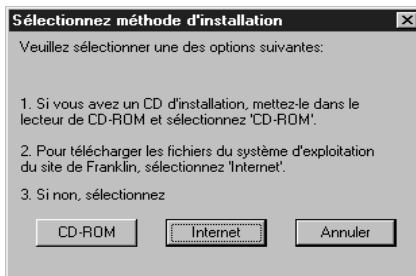 Sélectionnez méthode d'installation
Veuillez sélectionner une des options suivantes:
1. Si vous avez un CD d'installation, mettez-le dans le
lecteur de CD-ROM et sélectionnez 'CD-ROM'.
2. Pour télécharger les fichiers du système d'exploitation
du site de Franklin, sélectionnez 'Internet'.
3. Si non, sélectionnez
CD-ROM Internet Annuler